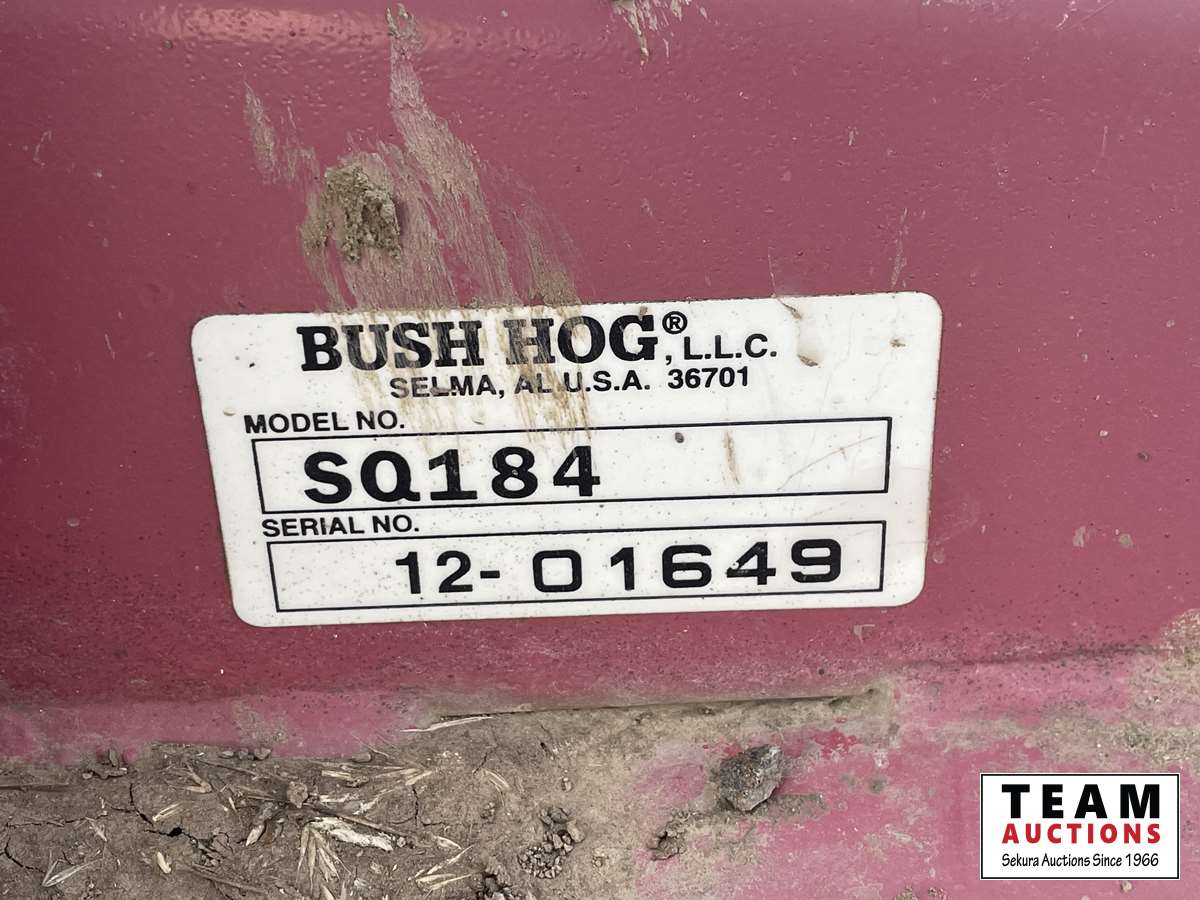 BUSH HOG®, L.L.C.
SELMA, AL U.S.A. 36701
MODEL NO.
SQ184
SERIAL NO.
12-01649
TEAM
AUCTIONS
Sekura Auctions Since 1966